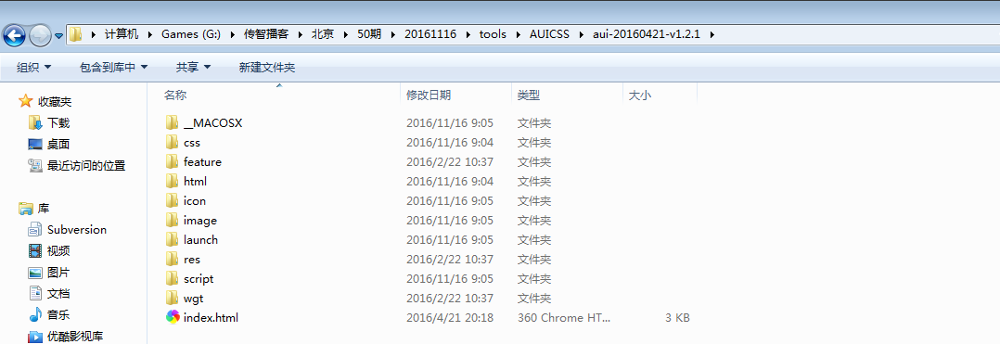 计算机 Games (G:) 传智播客 北京 50期 20161116 tools AUICSS aui-20160421-v1.2.1
组织 包含到库中 共享 新建文件夹
收藏夹
下载
桌面
最近访问的位置
库
Subversion
视频
图片
文档
音乐
优酷影视库
名称 修改日期 类型 大小
__MACOSX 2016/11/16 9:05 文件夹
css 2016/11/16 9:04 文件夹
feature 2016/2/22 10:37 文件夹
html 2016/11/16 9:04 文件夹
icon 2016/11/16 9:05 文件夹
image 2016/11/16 9:05 文件夹
launch 2016/11/16 9:05 文件夹
res 2016/2/22 10:37 文件夹
script 2016/11/16 9:05 文件夹
wgt 2016/2/22 10:37 文件夹
index.html 2016/4/21 20:18 360 Chrome HT... 3 KB